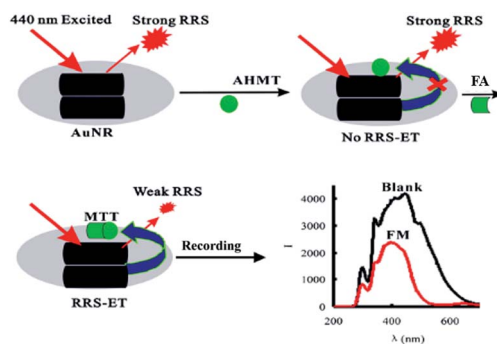 440 nm Excited
Strong RRS
AuNR
AHMT
Strong RRS
No RRS-ET
FA
MTT
Weak RRS
RRS-ET
Recording
Blank
FM
I
4000
3000
2000
1000
0
200 400 600
λ (nm)